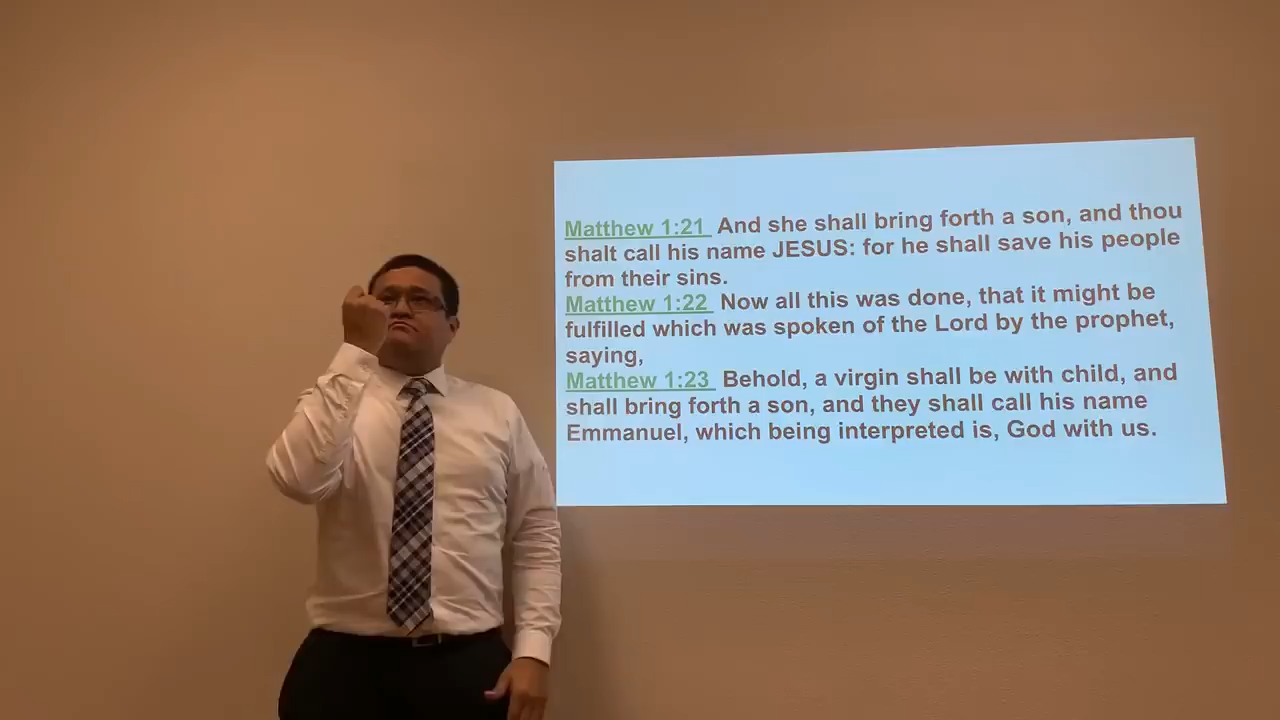 Matthew 1:21 And she shall bring forth a son, and thou
shalt call his name JESUS: for he shall save his people
from their sins.
Matthew 1:22 Now all this was done, that it might be
fulfilled which was spoken of the Lord by the prophet,
saying,
Matthew 1:23 Behold, a virgin shall be with child, and
shall bring forth a son, and they shall call his name
Emmanuel, which being interpreted is, God with us.